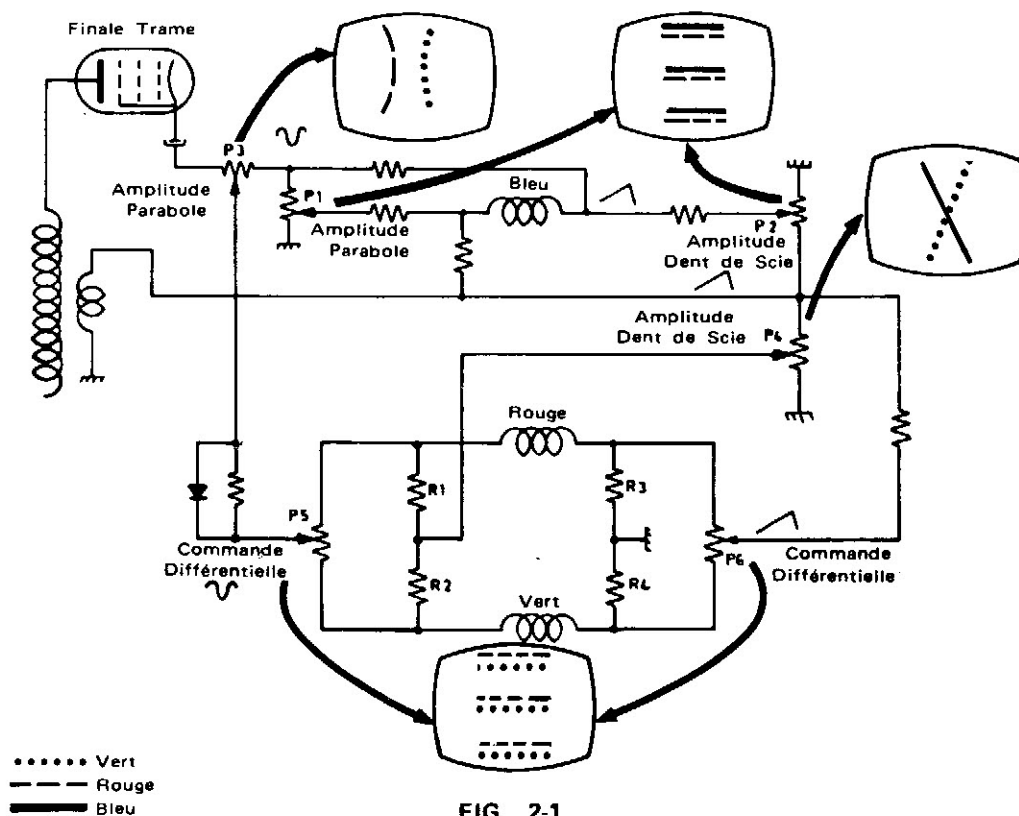 Finale Trame
P3
Amplitude
Parabole
P1
Amplitude
Parabole
Bleu
P2
Amplitude
Dent de Scie
Amplitude
Dent de Scie
P4
Rouge
R1
R3
P5
Commande
Différentielle
R2
R4
P6
Commande
Différentielle
Vert
Vert
Rouge
Bleu
FIG. 2-1